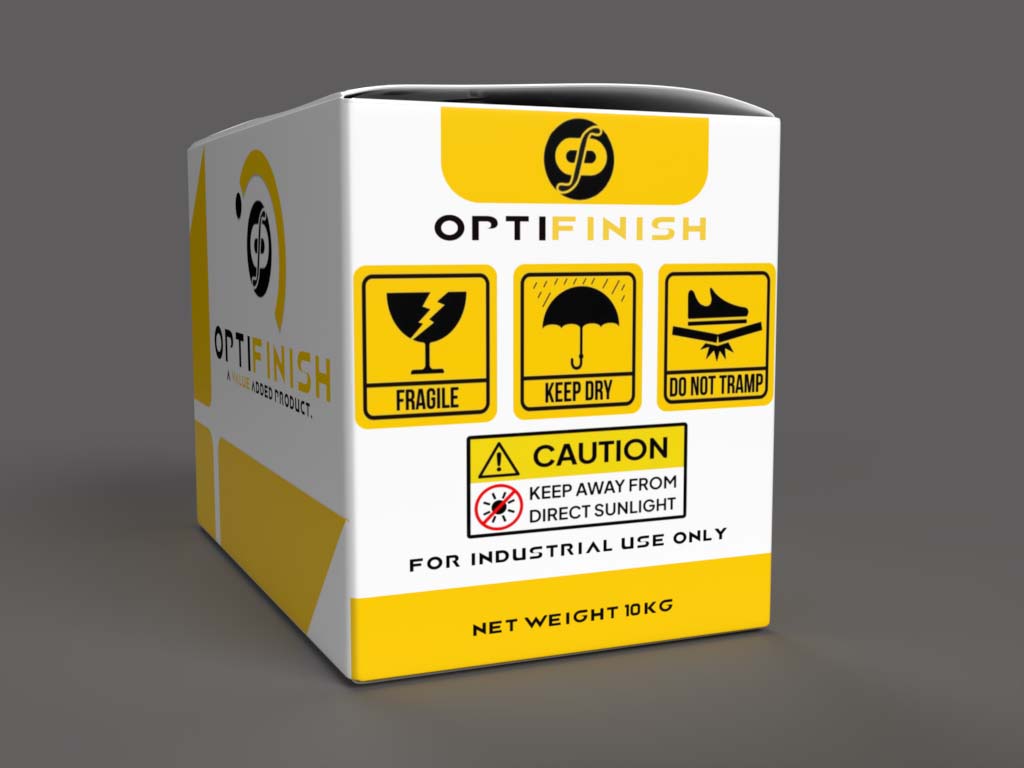 OPTIFINISH
A VALUE ADDED PRODUCT.
OPTIFINISH
FRAGILE
KEEP DRY
DO NOT TRAMP
CAUTION
KEEP AWAY FROM
DIRECT SUNLIGHT
FOR INDUSTRIAL USE ONLY
NET WEIGHT 10KG